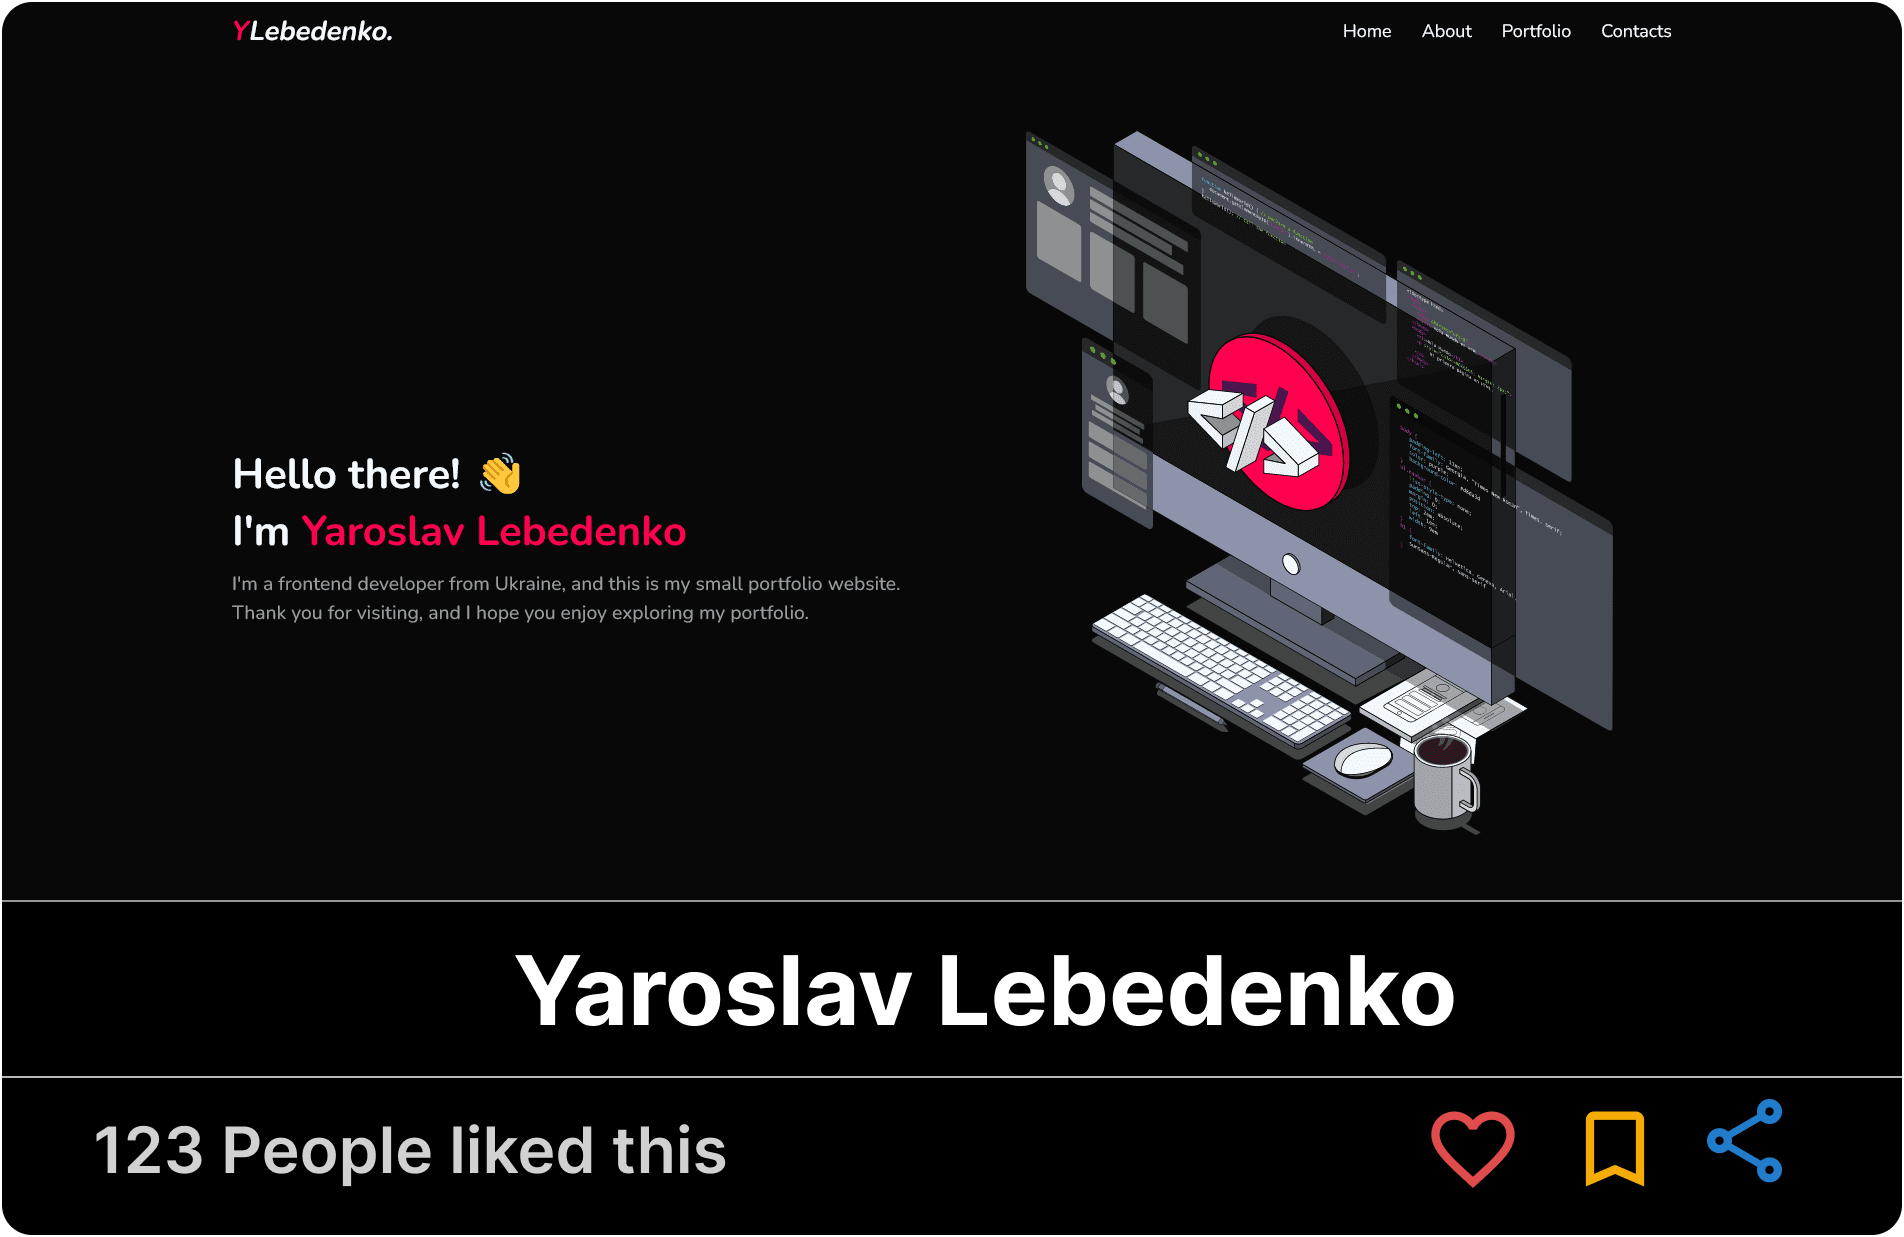 YLebedenko.
Home About Portfolio Contacts
Hello there! 👋
I'm Yaroslav Lebedenko
I'm a frontend developer from Ukraine, and this is my small portfolio website.
Thank you for visiting, and I hope you enjoy exploring my portfolio.
Yaroslav Lebedenko
123 People liked this